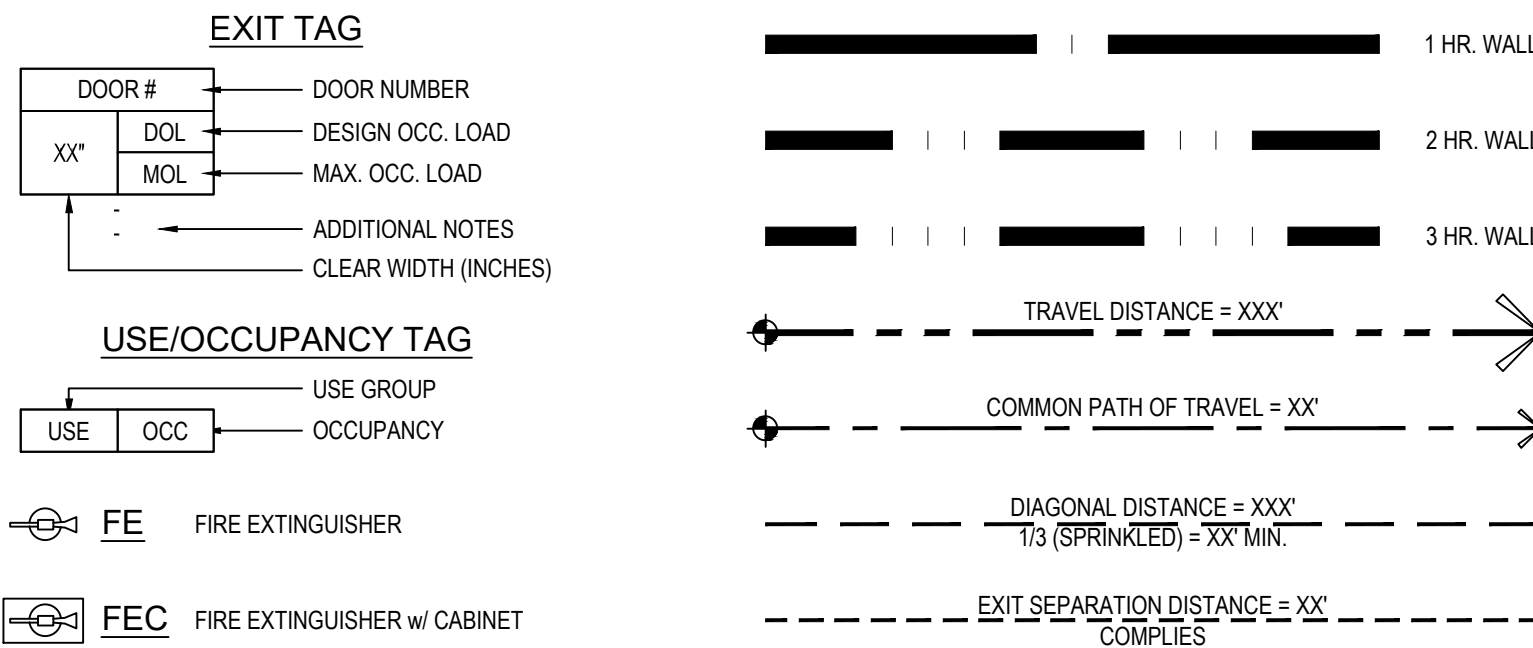 EXIT TAG
DOOR #
DOOR NUMBER
XX"
DOL
DESIGN OCC. LOAD
MOL
MAX. OCC. LOAD
-
-
ADDITIONAL NOTES
CLEAR WIDTH (INCHES)
USE/OCCUPANCY TAG
USE GROUP
USE
OCC
OCCUPANCY
FE FIRE EXTINGUISHER
FEC FIRE EXTINGUISHER w/ CABINET
1 HR. WALL
2 HR. WALL
3 HR. WALL
TRAVEL DISTANCE = XXX'
COMMON PATH OF TRAVEL = XX'
DIAGONAL DISTANCE = XXX'
1/3 (SPRINKLED) = XX' MIN.
EXIT SEPARATION DISTANCE = XX'
COMPLIES